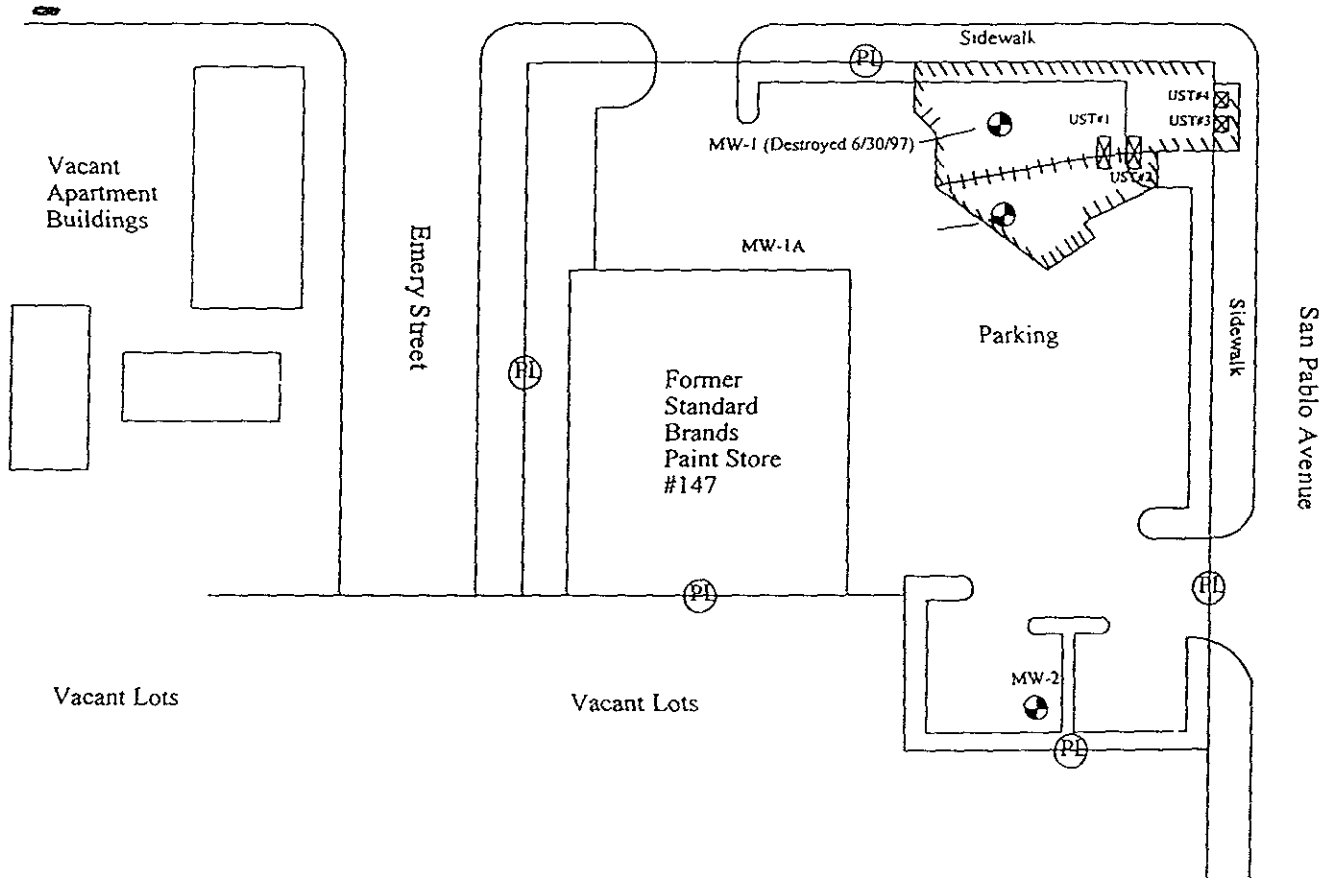 Sidewalk
PL
UST#4
UST#1
UST#3
MW-1 (Destroyed 6/30/97)
UST#2
Vacant
Apartment
Buildings
Emery Street
MW-1A
Sidewalk
San Pablo Avenue
Parking
PL
Former
Standard
Brands
Paint Store
#147
PL
PL
Vacant Lots
Vacant Lots
MW-2
PL